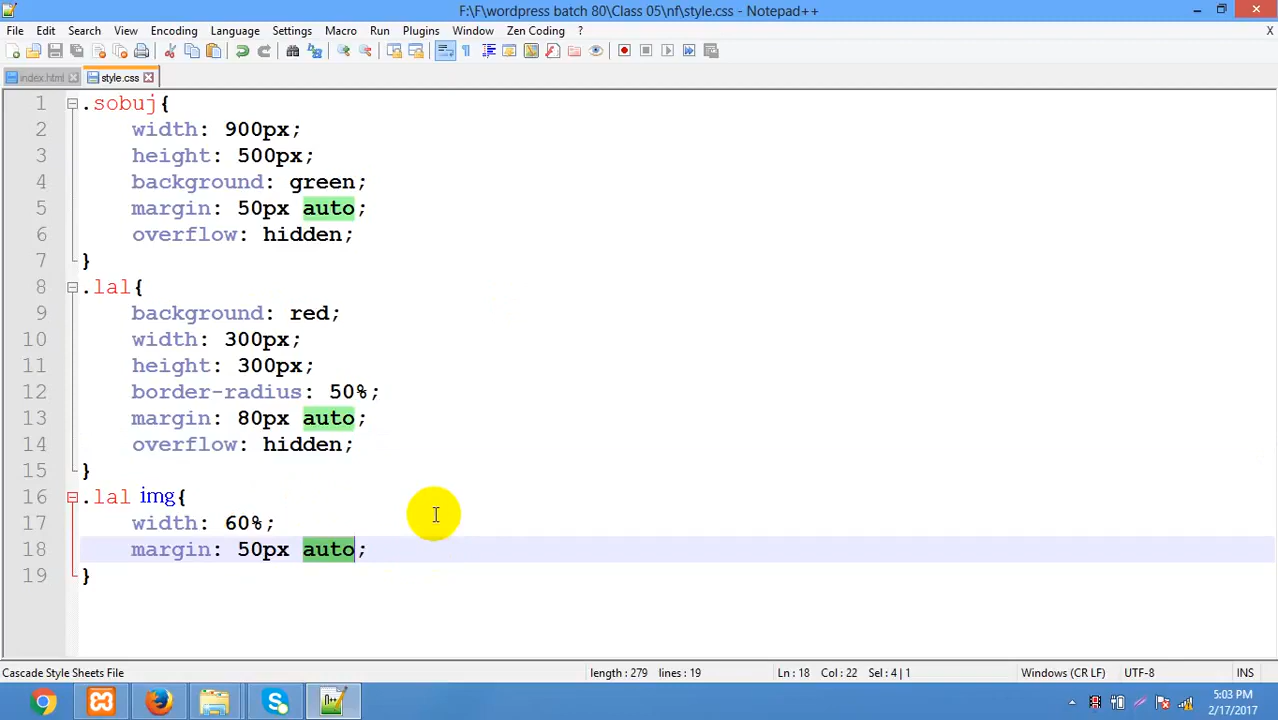 F:\F\wordpress batch 80\Class 05\nf\style.css - Notepad++
File Edit Search View Encoding Language Settings Macro Run Plugins Window Zen Coding ? X
index.html style.css
1 .sobuj{
2 width: 900px;
3 height: 500px;
4 background: green;
5 margin: 50px auto;
6 overflow: hidden;
7 }
8 .lal{
9 background: red;
10 width: 300px;
11 height: 300px;
12 border-radius: 50%;
13 margin: 80px auto;
14 overflow: hidden;
15 }
16 .lal img{
17 width: 60%;
18 margin: 50px auto;
19 }
Cascade Style Sheets File length : 279 lines : 19 Ln : 18 Col : 22 Sel : 4 | 1 Windows (CR LF) UTF-8 INS
5:03 PM
2/17/2017